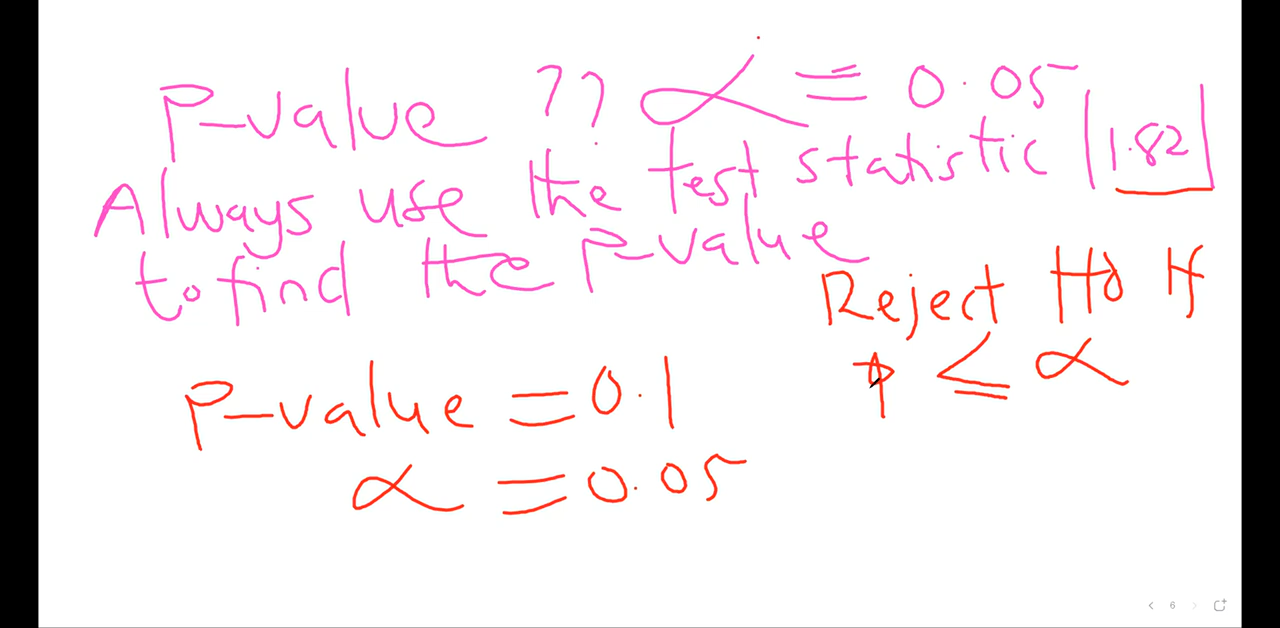 P-value ?? α = 0.05
Always use the test statistic |1.82|
to find the P-value
Reject H0 If
P ≤ α
P-value = 0.1
α = 0.05
6